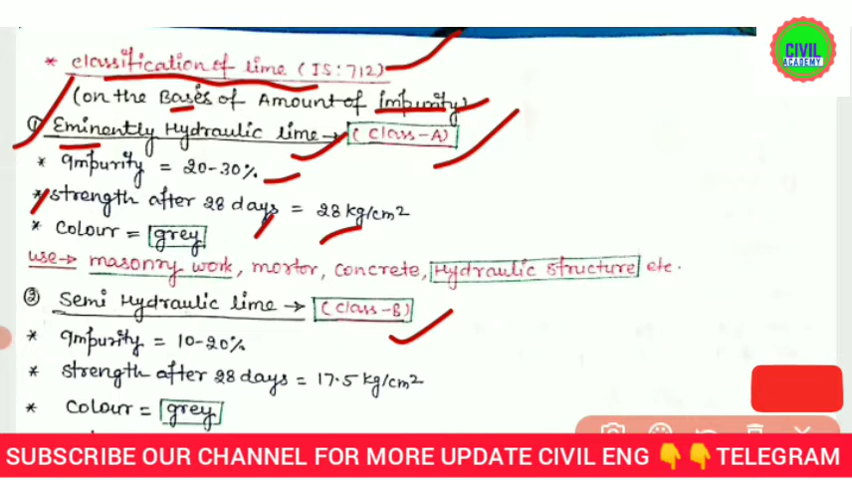 * classification of lime (IS:712)
(on the Bases of Amount of impurity)
① Eminently Hydraulic lime → (class-A)
* impurity = 20-30%
* strength after 28 days = 28 kg/cm2
* colour = grey
use→ masonry work, mortor, concrete, Hydraulic structure etc.
② Semi Hydraulic lime → (class-B)
* impurity = 10-20%
* strength after 28 days = 17.5 kg/cm2
* colour = grey
CIVIL
ACADEMY
SUBSCRIBE OUR CHANNEL FOR MORE UPDATE CIVIL ENG 👇👇 TELEGRAM